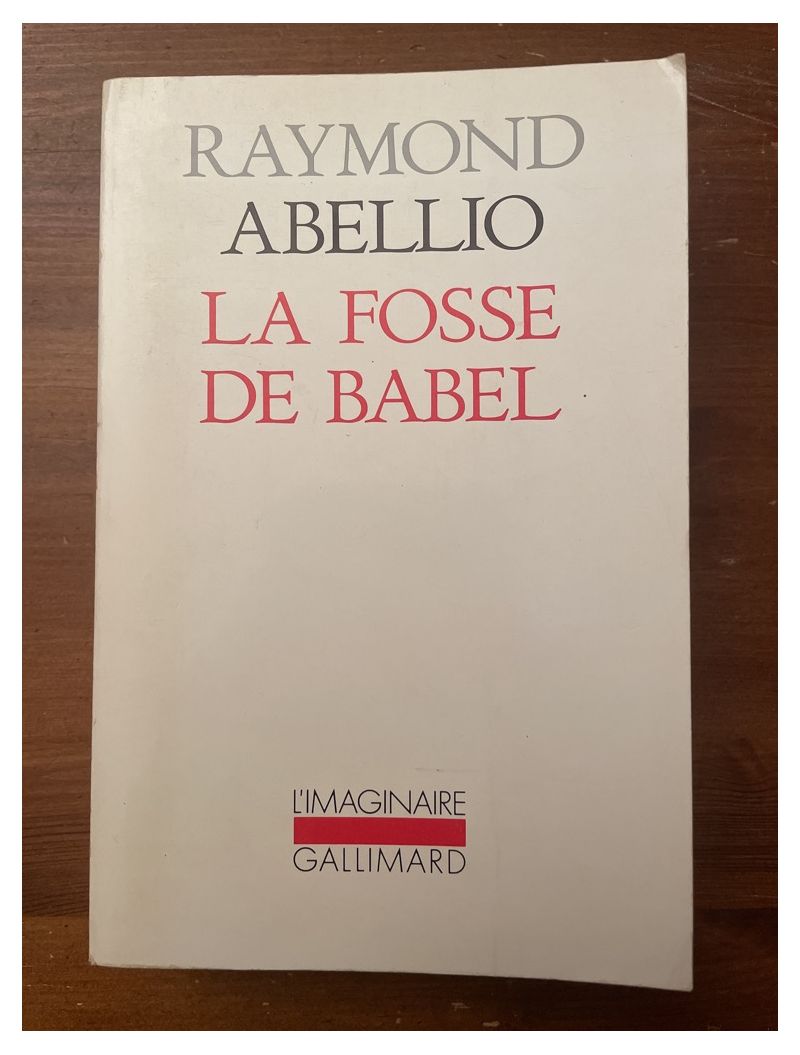 RAYMOND
ABELLIO
LA FOSSE
DE BABEL
L'IMAGINAIRE
GALLIMARD